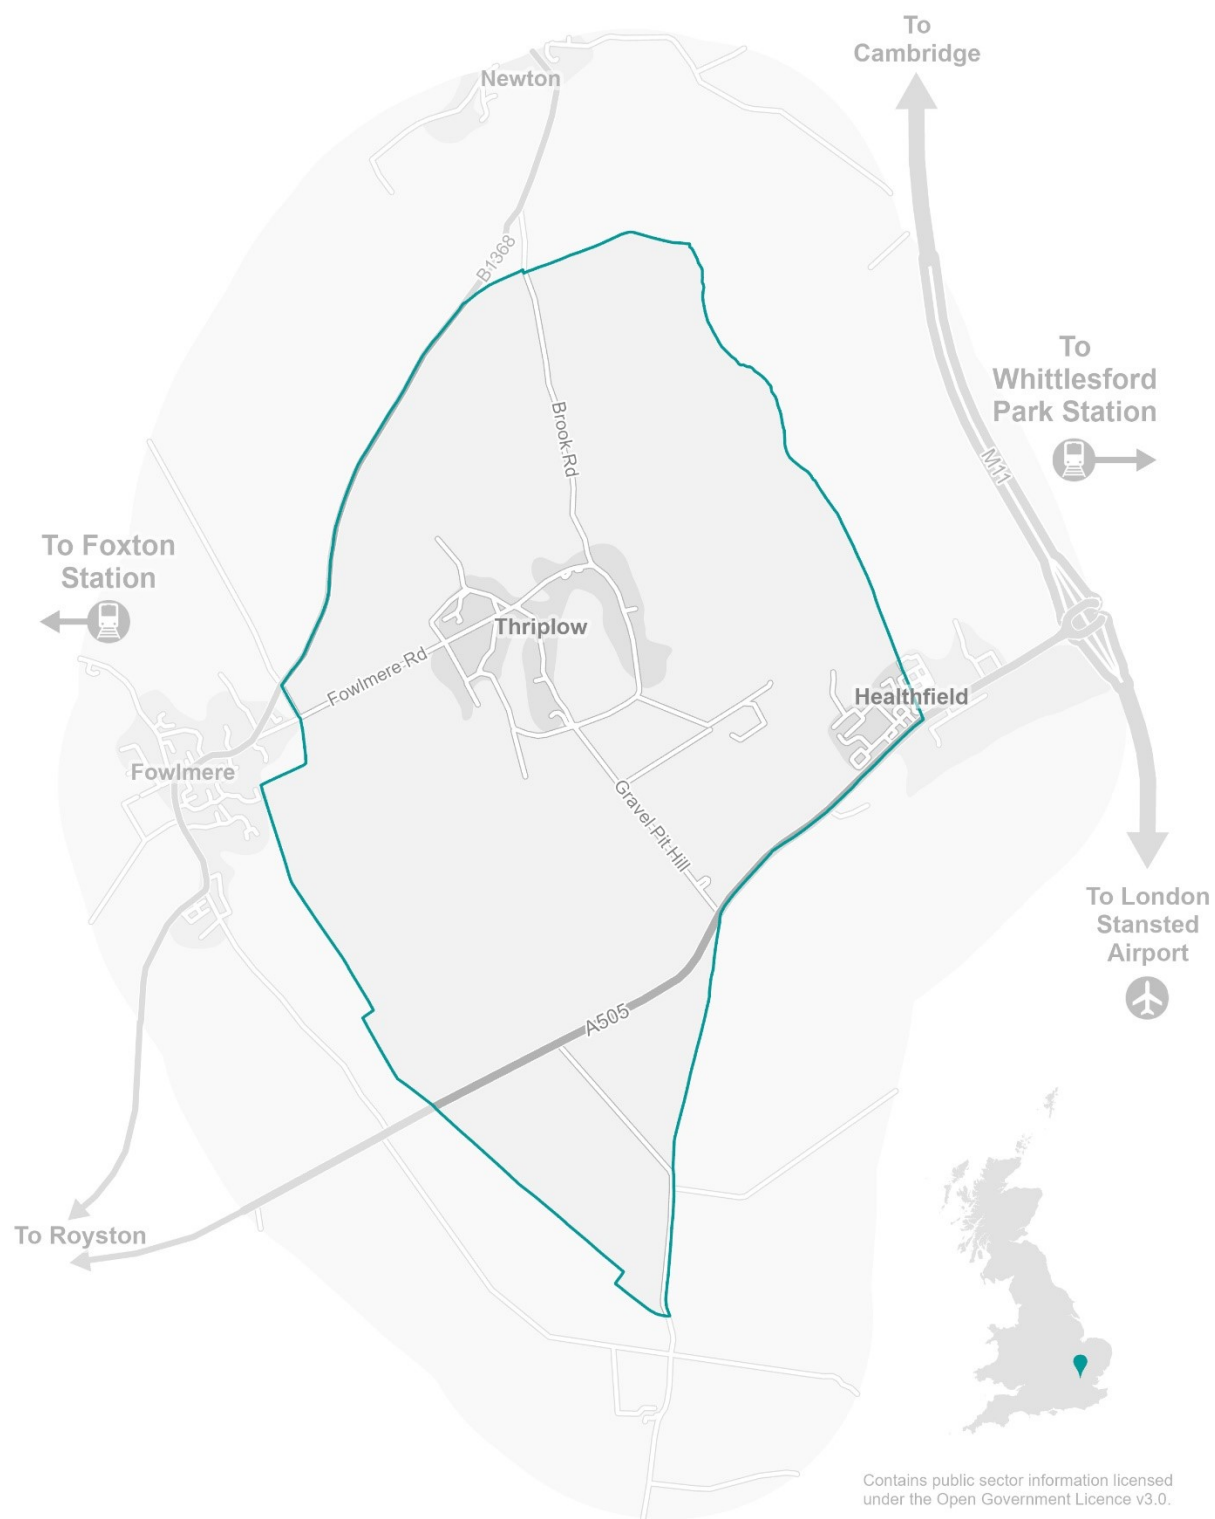 To
Cambridge
Newton
B1368
To
Whittlesford
Park Station
M11
Brook Rd
To Foxton
Station
Thriplow
Fowlmere Rd
Healthfield
Fowlmere
Gravel Pit Hill
To London
Stansted
Airport
A505
To Royston
Contains public sector information licensed
under the Open Government Licence v3.0.